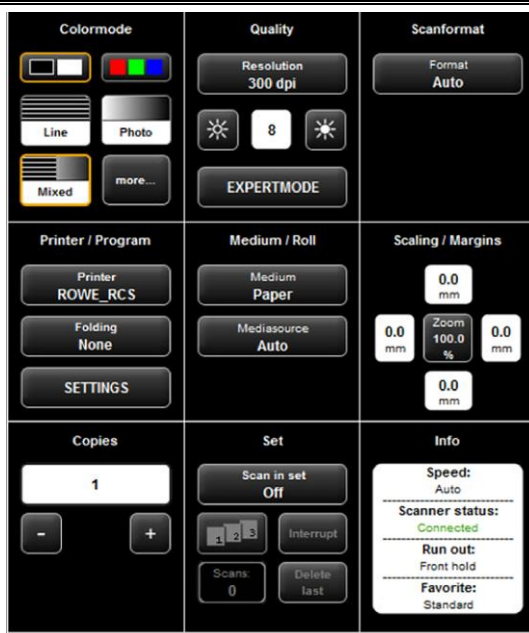 Colormode
Line
Photo
Mixed
more...
Quality
Resolution
300 dpi
8
EXPERTMODE
Scanformat
Format
Auto
Printer / Program
Printer
ROWE_RCS
Folding
None
SETTINGS
Medium / Roll
Medium
Paper
Mediasource
Auto
Scaling / Margins
0.0
mm
0.0
mm
Zoom
100.0
%
0.0
mm
0.0
mm
Copies
1
-
+
Set
Scan in set
Off
1 2 3
Interrupt
Scans:
0
Delete
last
Info
Speed:
Auto
Scanner status:
Connected
Run out:
Front hold
Favorite:
Standard